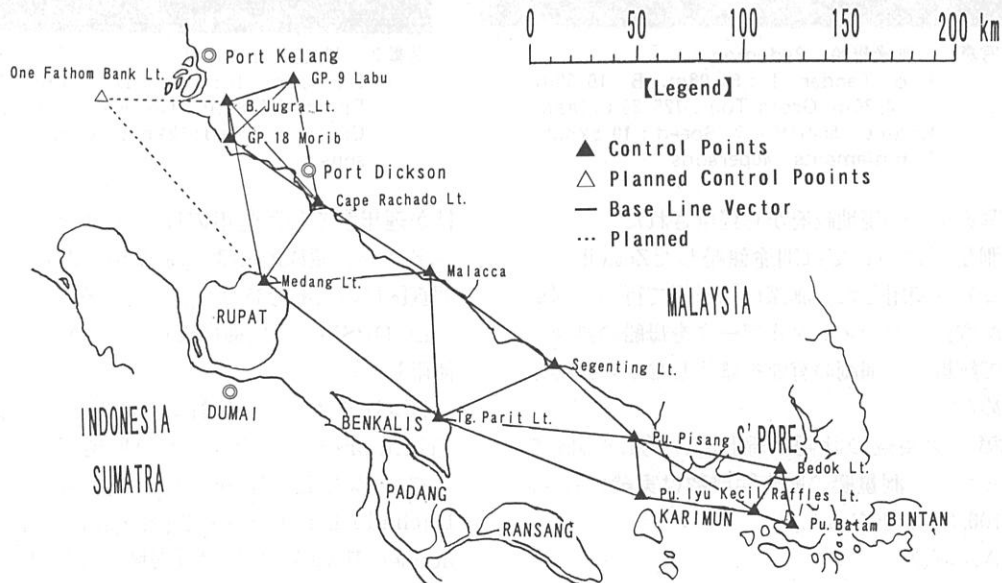 0 50 100 150 200 km
【Legend】
▲ Control Points
△ Planned Control Pooints
— Base Line Vector
--- Planned
Port Kelang
One Fathom Bank Lt.
GP. 9 Labu
B. Jugra Lt.
GP. 18 Morib
Port Dickson
Cape Rachado Lt.
Medang Lt.
Malacca
MALAYSIA
RUPAT
Segenting Lt.
INDONESIA
DUMAI
BENKALIS
Tg. Parit Lt.
Pu. Pisang
S'PORE
Bedok Lt.
SUMATRA
PADANG
Pu. Iyu Kecil
Raffles Lt.
KARIMUN
RANSANG
Pu. Batam
BINTAN